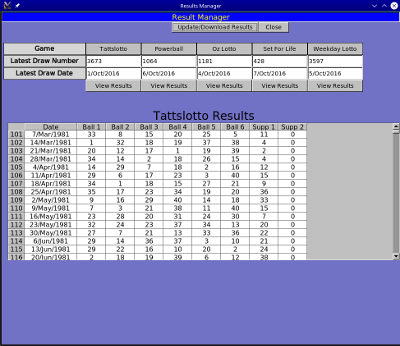 Result Manager
Result Manager
Update/Download Results Close
Game Tattslotto Powerball Oz Lotto Set For Life Weekday Lotto
Latest Draw Number 3673 1064 1181 428 3597
Latest Draw Date 1/Oct/2016 6/Oct/2016 4/Oct/2016 7/Oct/2016 5/Oct/2016
View Results View Results View Results View Results View Results
Tattslotto Results
Date Ball 1 Ball 2 Ball 3 Ball 4 Ball 5 Ball 6 Supp 1 Supp 2
101 7/Mar/1981 33 8 15 20 25 5 11 0
102 14/Mar/1981 1 32 18 19 37 38 4 0
103 21/Mar/1981 20 12 17 1 19 39 2 0
104 28/Mar/1981 34 14 2 18 26 15 4 0
105 4/Apr/1981 14 29 7 18 2 16 12 0
106 11/Apr/1981 29 6 17 23 3 40 15 0
107 18/Apr/1981 34 1 18 15 27 21 9 0
108 25/Apr/1981 35 17 23 34 19 20 36 0
109 2/May/1981 9 16 29 40 14 18 33 0
110 9/May/1981 7 3 21 38 11 40 15 0
111 16/May/1981 23 28 20 31 24 30 7 0
112 23/May/1981 32 24 23 37 34 13 20 0
113 30/May/1981 27 7 21 13 33 36 22 0
114 6/Jun/1981 29 14 36 37 3 10 21 0
115 13/Jun/1981 29 22 16 10 20 2 24 0
116 20/Jun/1981 2 18 19 39 6 12 38 0